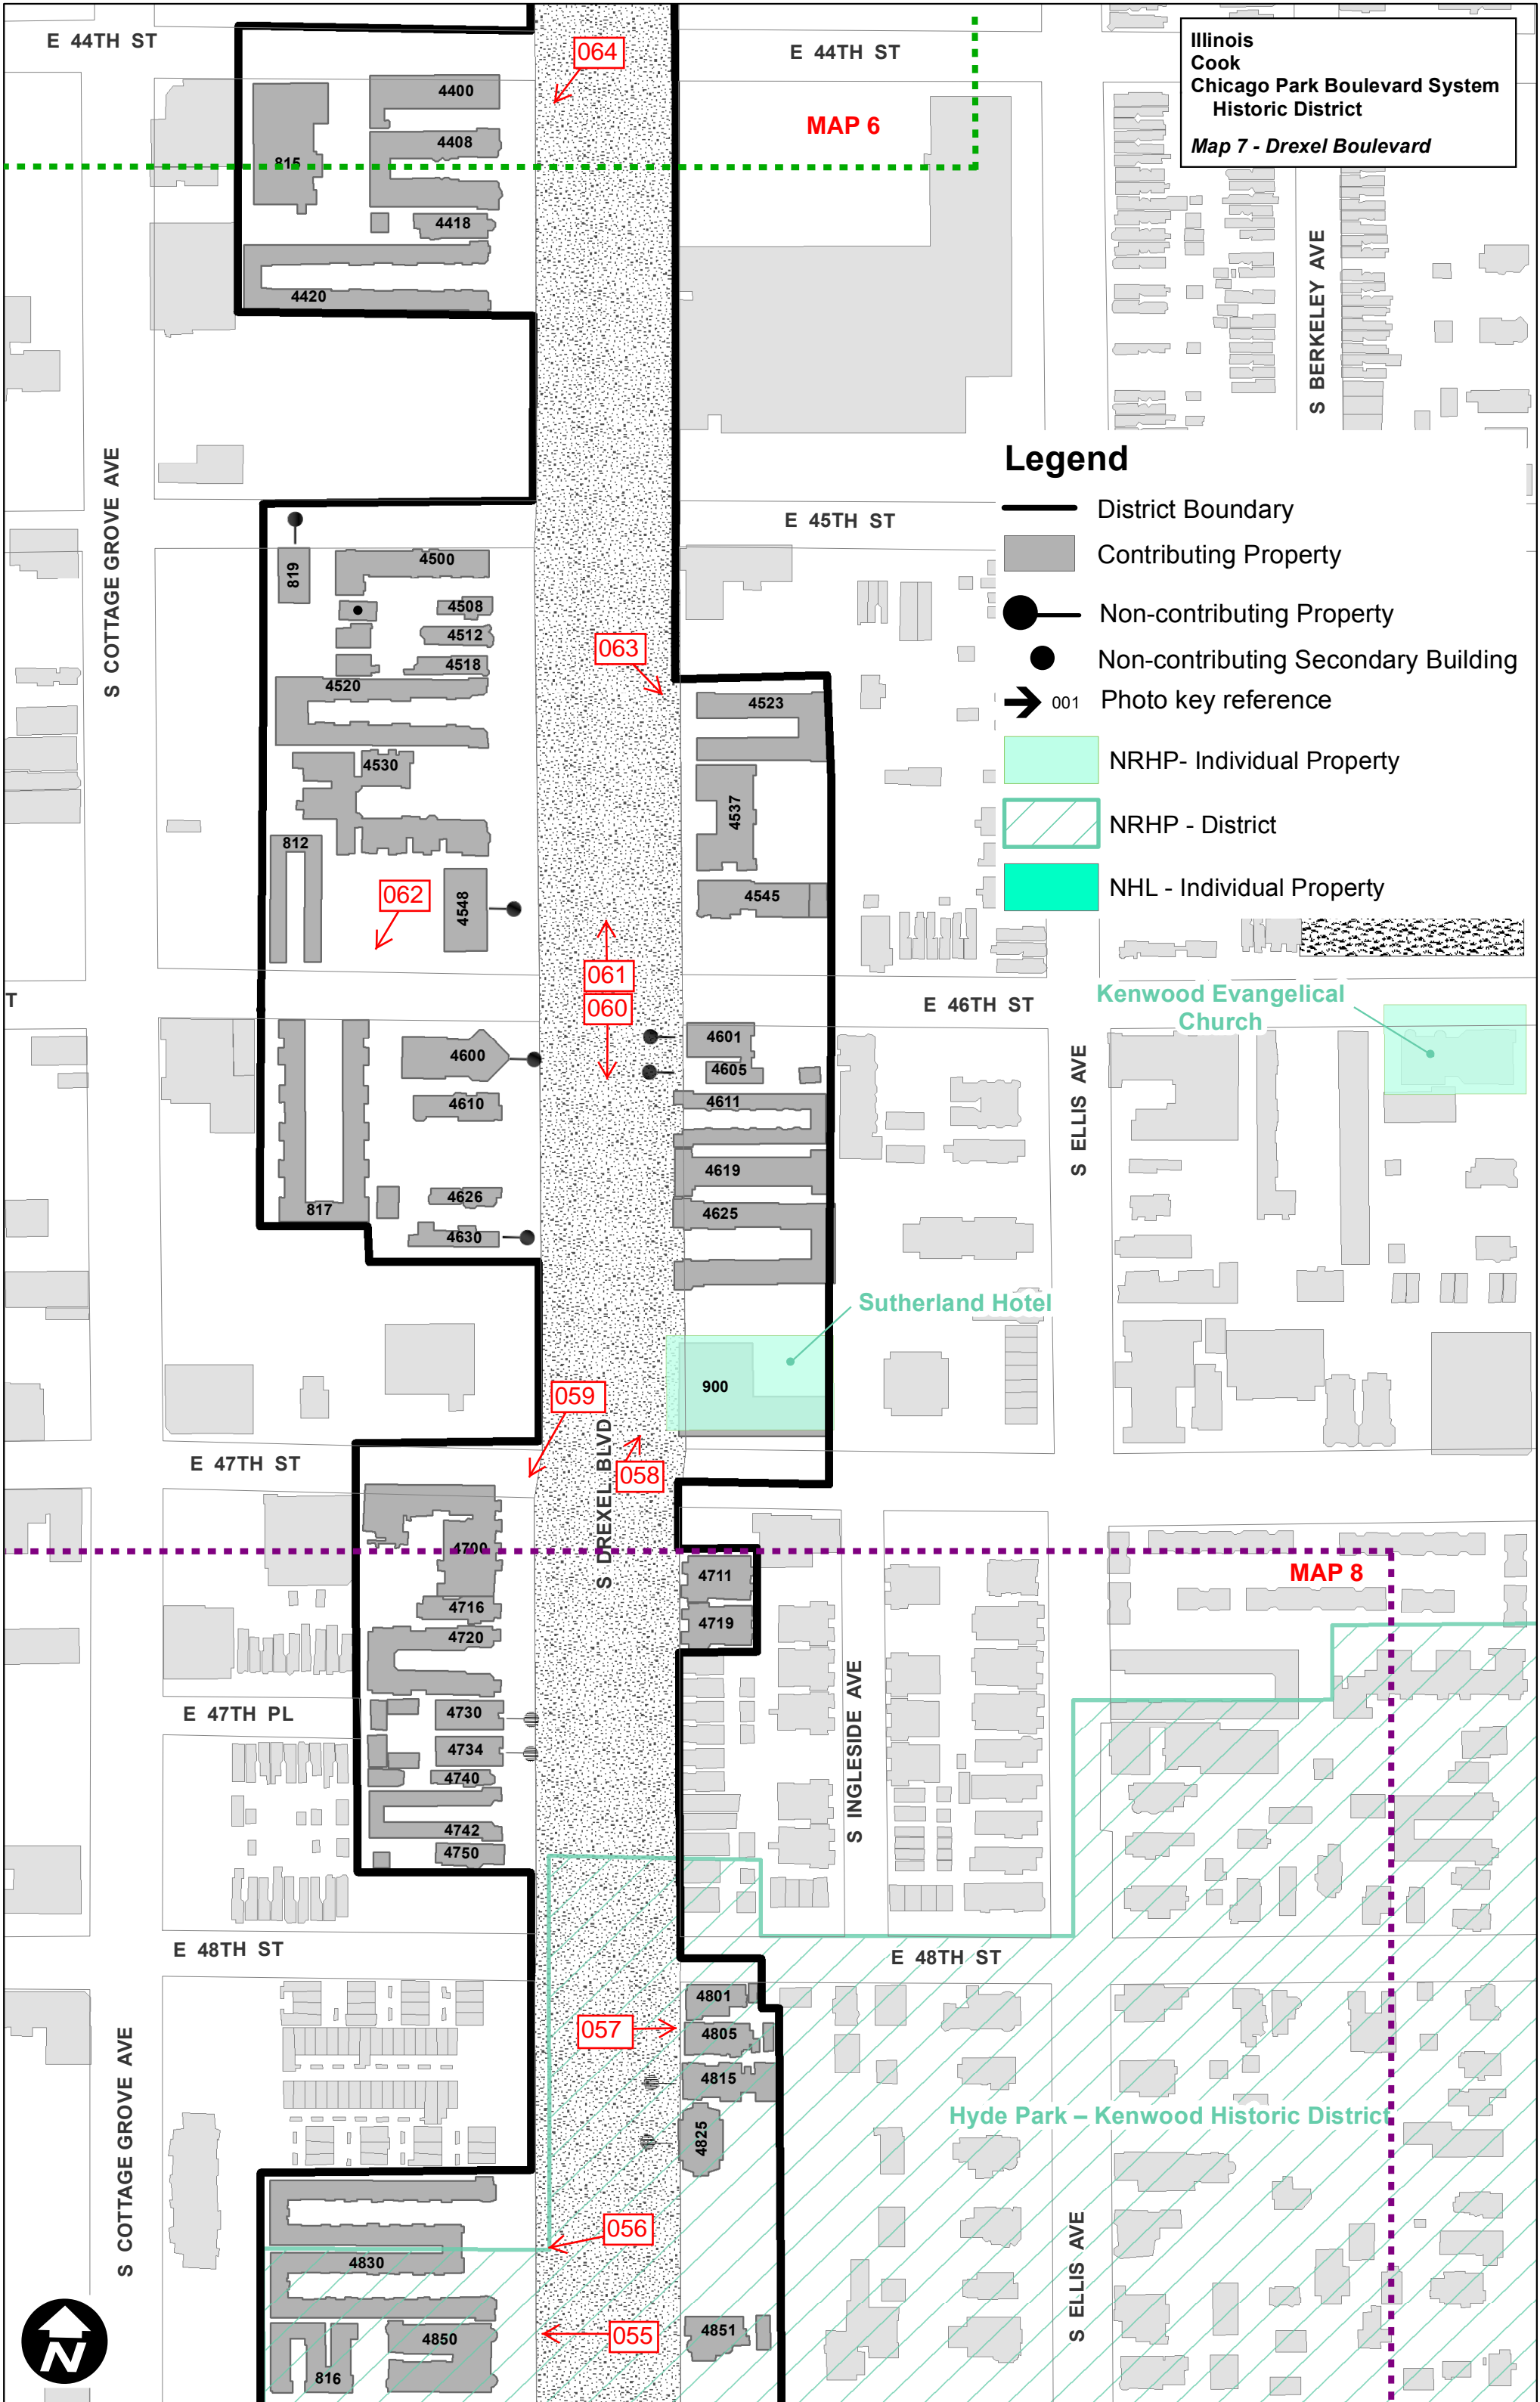 E 44TH ST
064
E 44TH ST
Illinois
Cook
Chicago Park Boulevard System
Historic District
Map 7 - Drexel Boulevard
MAP 6
4400
4408
815
4418
4420
S BERKELEY AVE
S COTTAGE GROVE AVE
E 45TH ST
Legend
District Boundary
Contributing Property
Non-contributing Property
Non-contributing Secondary Building
001 Photo key reference
NRHP- Individual Property
NRHP - District
NHL - Individual Property
819
4500
4508
4512
4518
4520
063
4523
4530
4537
812
062
4548
4545
061
060
T
E 46TH ST
Kenwood Evangelical
Church
4600
4601
4605
4610
4611
S ELLIS AVE
4619
4626
817
4625
4630
Sutherland Hotel
900
059
E 47TH ST
058
S DREXEL BLVD
4700
4711
MAP 8
4716
4719
4720
E 47TH PL
4730
4734
4740
S INGLESIDE AVE
4742
4750
E 48TH ST
E 48TH ST
4801
057
4805
4815
4825
Hyde Park – Kenwood Historic District
S COTTAGE GROVE AVE
S ELLIS AVE
056
4830
4850
055
4851
816
N